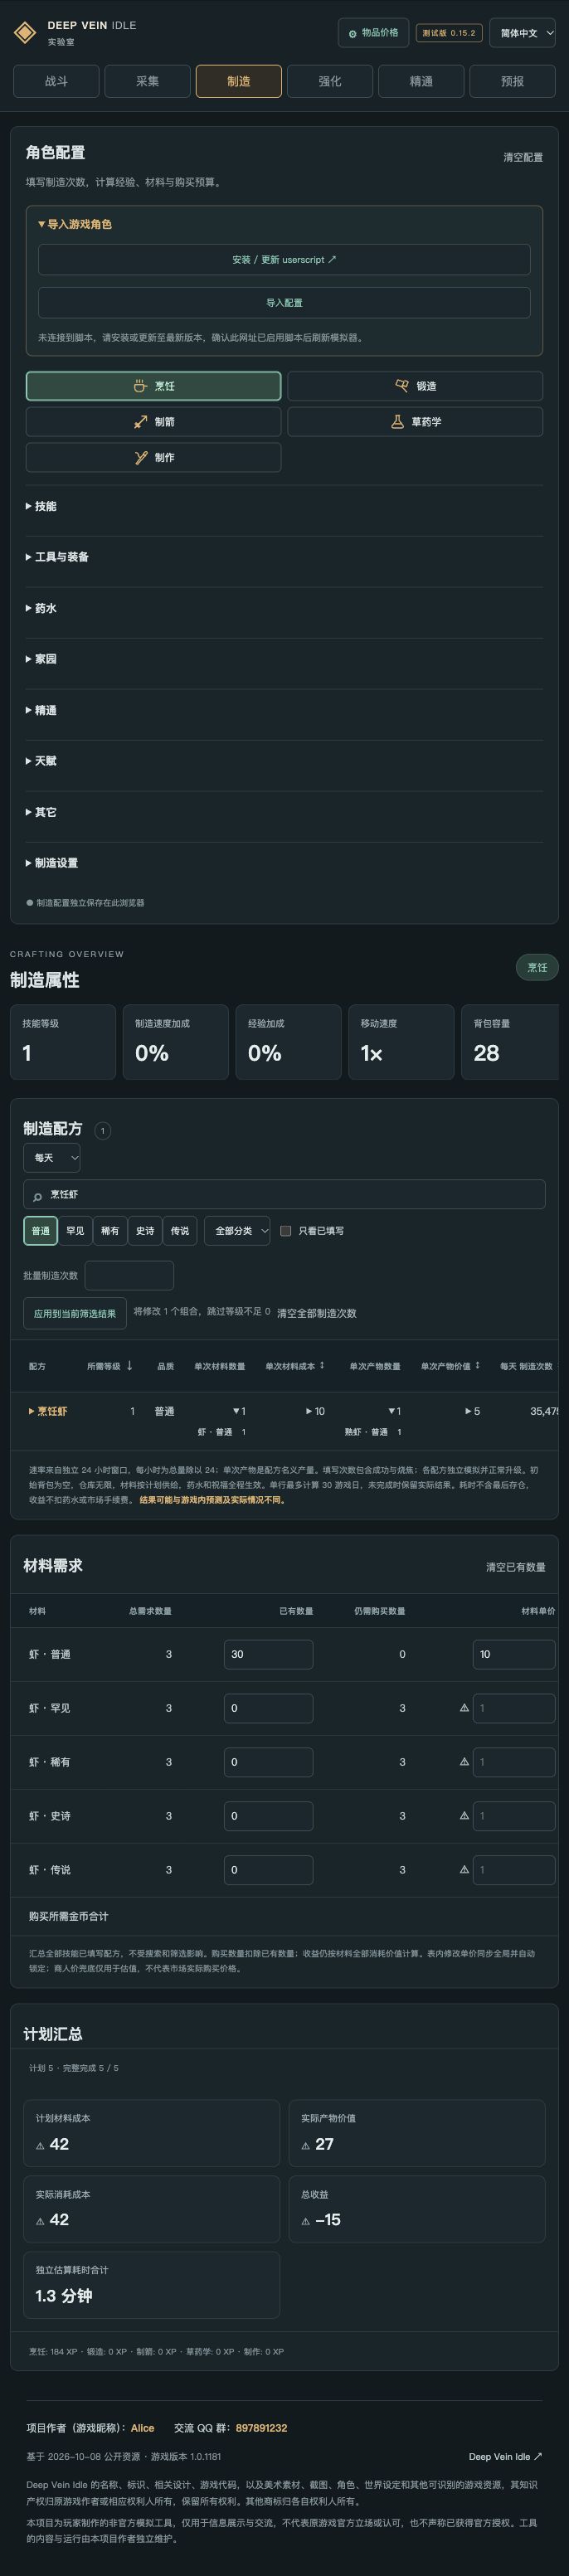 DEEP VEIN IDLE
实验室
物品价格
测试版 0.15.2
简体中文
战斗
采集
制造
强化
精通
预报
角色配置
清空配置
填写制造次数，计算经验、材料与购买预算。
▼导入游戏角色
安装 / 更新 userscript ↗
导入配置
未连接到脚本，请安装或更新至最新版本，确认此网址已启用脚本后刷新模拟器。
烹饪
锻造
制箭
草药学
制作
▶ 技能
▶ 工具与装备
▶ 药水
▶ 家园
▶ 精通
▶ 天赋
▶ 其它
▶ 制造设置
● 制造配置独立保存在此浏览器
CRAFTING OVERVIEW
制造属性
烹饪
技能等级
1
制造速度加成
0%
经验加成
0%
移动速度
1×
背包容量
28
制造配方 1
每天
烹饪虾
普通 罕见 稀有 史诗 传说 全部分类 只看已填写
批量制造次数
应用到当前筛选结果 将修改 1 个组合，跳过等级不足 0 清空全部制造次数
配方 所需等级 ↓ 品质 单次材料数量 单次材料成本 ↕ 单次产物数量 单次产物价值 ↕ 每天 制造次数
▶ 烹饪虾 1 普通 ▼1 ▶10 ▼1 ▶5 35,475
虾 · 普通 1 熟虾 · 普通 1
速率来自独立 24 小时窗口，每小时为总量除以 24；单次产物是配方名义产量。填写次数包含成功与烧焦；各配方独立模拟并正常升级。初
始背包为空，仓库无限，材料按计划供给，药水和祝福全程生效。单行最多计算 30 游戏日，未完成时保留实际结果。耗时不含最后存仓，
收益不扣药水或市场手续费。 结果可能与游戏内预测及实际情况不同。
材料需求
清空已有数量
材料 总需求数量 已有数量 仍需购买数量 材料单价
虾 · 普通 3 30 0 10
虾 · 罕见 3 0 3 ⚠ 1
虾 · 稀有 3 0 3 ⚠ 1
虾 · 史诗 3 0 3 ⚠ 1
虾 · 传说 3 0 3 ⚠ 1
购买所需金币合计
汇总全部技能已填写配方，不受搜索和筛选影响。购买数量扣除已有数量；收益仍按材料全部消耗价值计算。表内修改单价同步全局并自动
锁定；商人价兜底仅用于估值，不代表市场实际购买价格。
计划汇总
计划 5 · 完整完成 5 / 5
计划材料成本
⚠ 42
实际产物价值
⚠ 27
实际消耗成本
⚠ 42
总收益
⚠ −15
独立估算耗时合计
1.3 分钟
烹饪: 184 XP · 锻造: 0 XP · 制箭: 0 XP · 草药学: 0 XP · 制作: 0 XP
项目作者（游戏昵称）：Alice 交流 QQ 群：897891232
基于 2026-10-08 公开资源 · 游戏版本 1.0.1181
Deep Vein Idle ↗
Deep Vein Idle 的名称、标识、相关设计、游戏代码，以及美术素材、截图、角色、世界设定和其他可识别的游戏资源，其知识
产权归原游戏作者或相应权利人所有，保留所有权利。其他商标归各自权利人所有。
本项目为玩家制作的非官方模拟工具，仅用于信息展示与交流，不代表原游戏官方立场或认可，也不声称已获得官方授权。工具
的内容与运行由本项目作者独立维护。